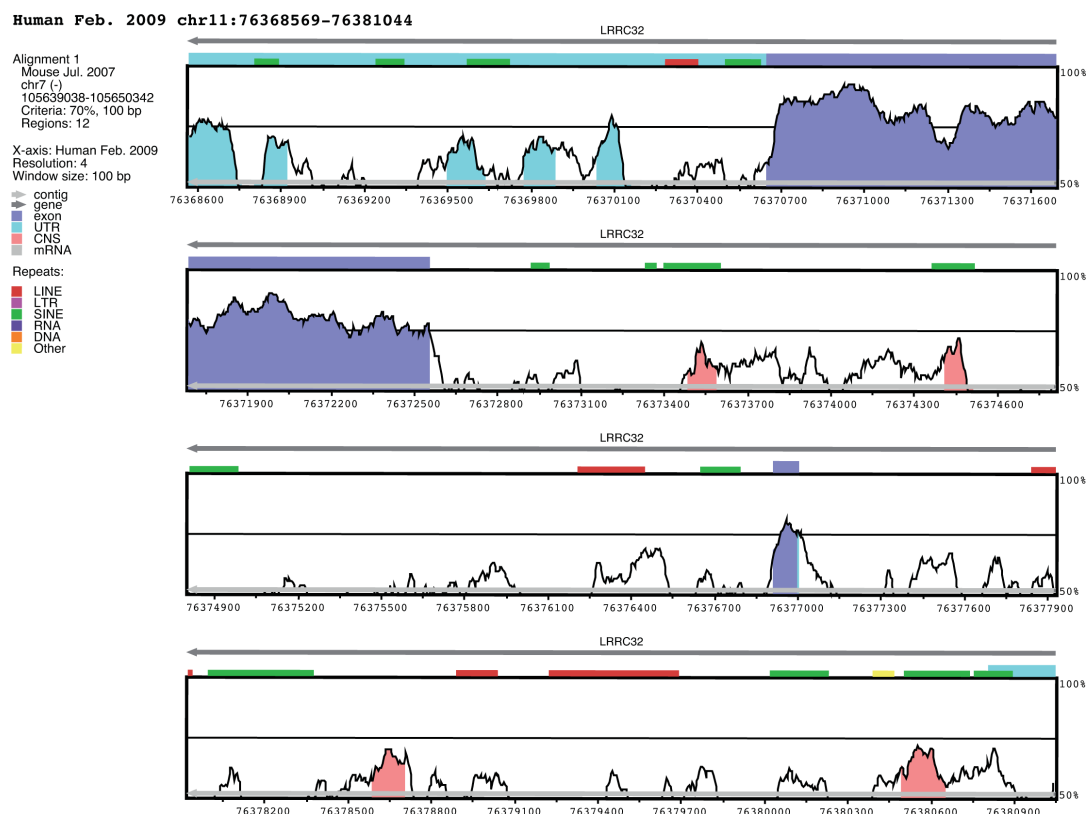 Human Feb. 2009 chr11:76368569-76381044
Alignment 1
Mouse Jul. 2007
chr7 (-)
105639038-105650342
Criteria: 70%, 100 bp
Regions: 12
X-axis: Human Feb. 2009
Resolution: 4
Window size: 100 bp
contig
gene
exon
UTR
CNS
mRNA
Repeats:
LINE
LTR
SINE
RNA
DNA
Other
LRRC32
100%
50%
76368600 76368900 76369200 76369500 76369800 76370100 76370400 76370700 76371000 76371300 76371600
LRRC32
100%
50%
76371900 76372200 76372500 76372800 76373100 76373400 76373700 76374000 76374300 76374600
LRRC32
100%
50%
76374900 76375200 76375500 76375800 76376100 76376400 76376700 76377000 76377300 76377600 76377900
LRRC32
100%
50%
76378200 76378500 76378800 76379100 76379400 76379700 76380000 76380300 76380600 76380900